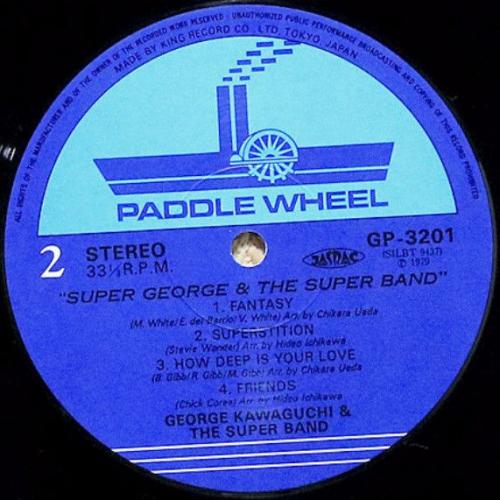 ALL RIGHTS OF THE MANUFACTURER AND OF THE OWNER OF THE RECORDED WORK RESERVED · UNAUTHORIZED PUBLIC PERFORMANCE BROADCASTING AND COPYING OF THIS RECORD PROHIBITED
MADE BY KING RECORD CO., LTD. TOKYO, JAPAN
PADDLE WHEEL
2
STEREO
33⅓R.P.M.
JASRAC
GP-3201
(SILBT 9437)
Ⓟ 1979
"SUPER GEORGE & THE SUPER BAND"
1. FANTASY
(M. White/E. del Barrio/V. White) Arr. by Chikara Ueda
2. SUPERSTITION
(Stevie Wonder) Arr. by Hideo Ichikawa
3. HOW DEEP IS YOUR LOVE
(B. Gibb/R. Gibb/M. Gibb) Arr. by Chikara Ueda
4. FRIENDS
(Chick Corea) Arr. by Hideo Ichikawa
GEORGE KAWAGUCHI &
THE SUPER BAND